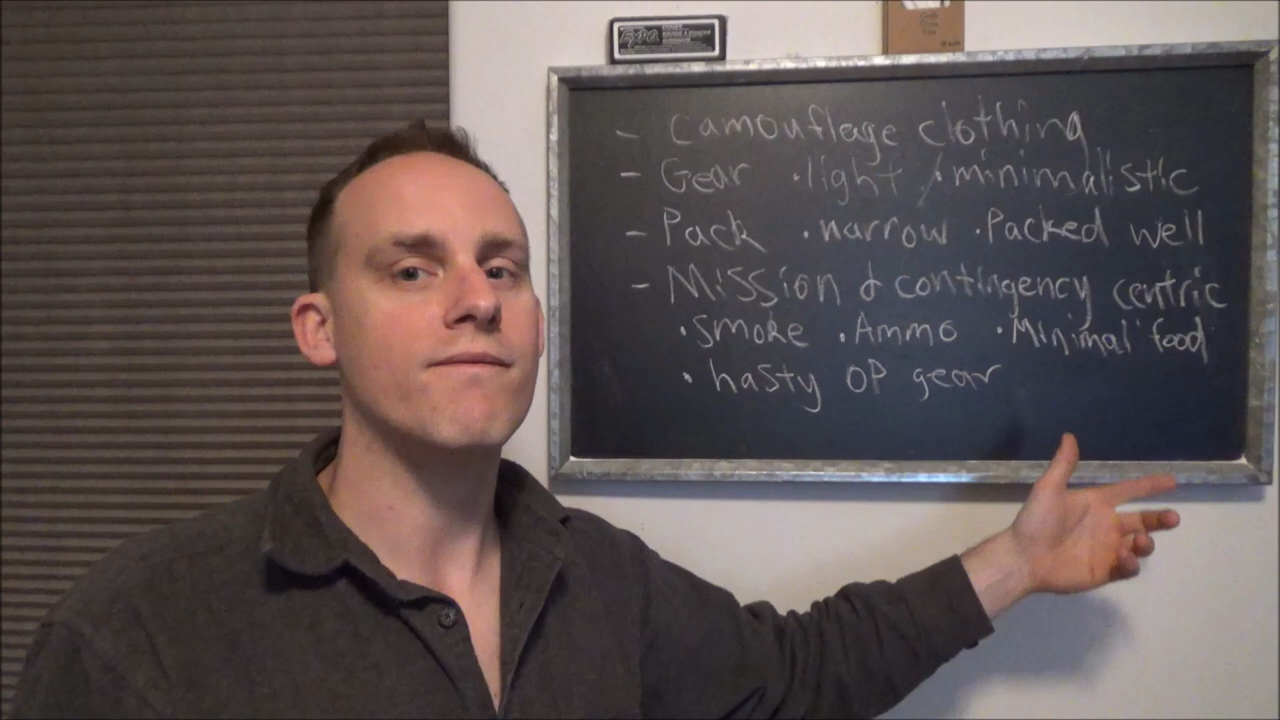 EXPO
- Camouflage clothing
- Gear · light / · minimalistic
- Pack · narrow · Packed well
- Mission & contingency centric
· Smoke · Ammo · Minimal food
· hasty OP gear